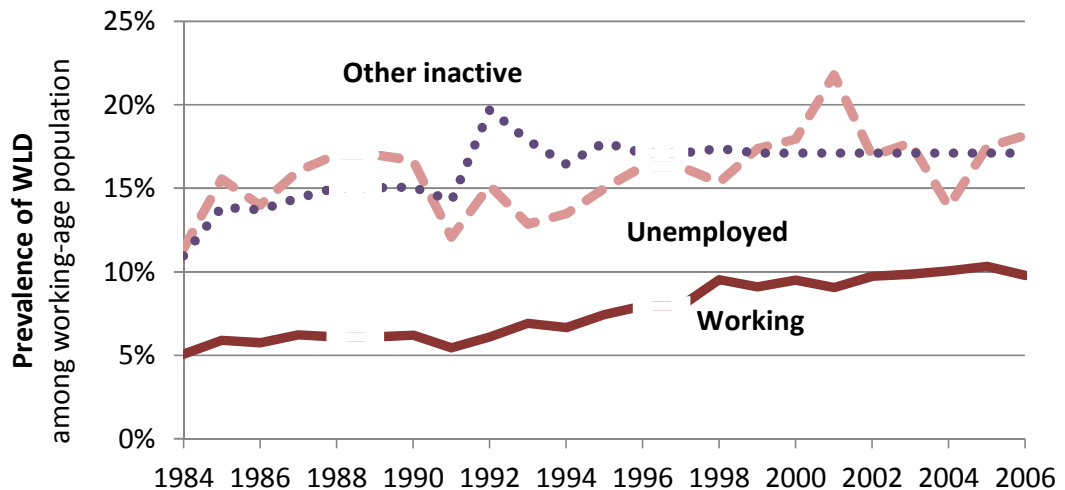 Prevalence of WLD
among working-age population
25%
20%
15%
10%
5%
0%
Other inactive
Unemployed
Working
1984 1986 1988 1990 1992 1994 1996 1998 2000 2002 2004 2006